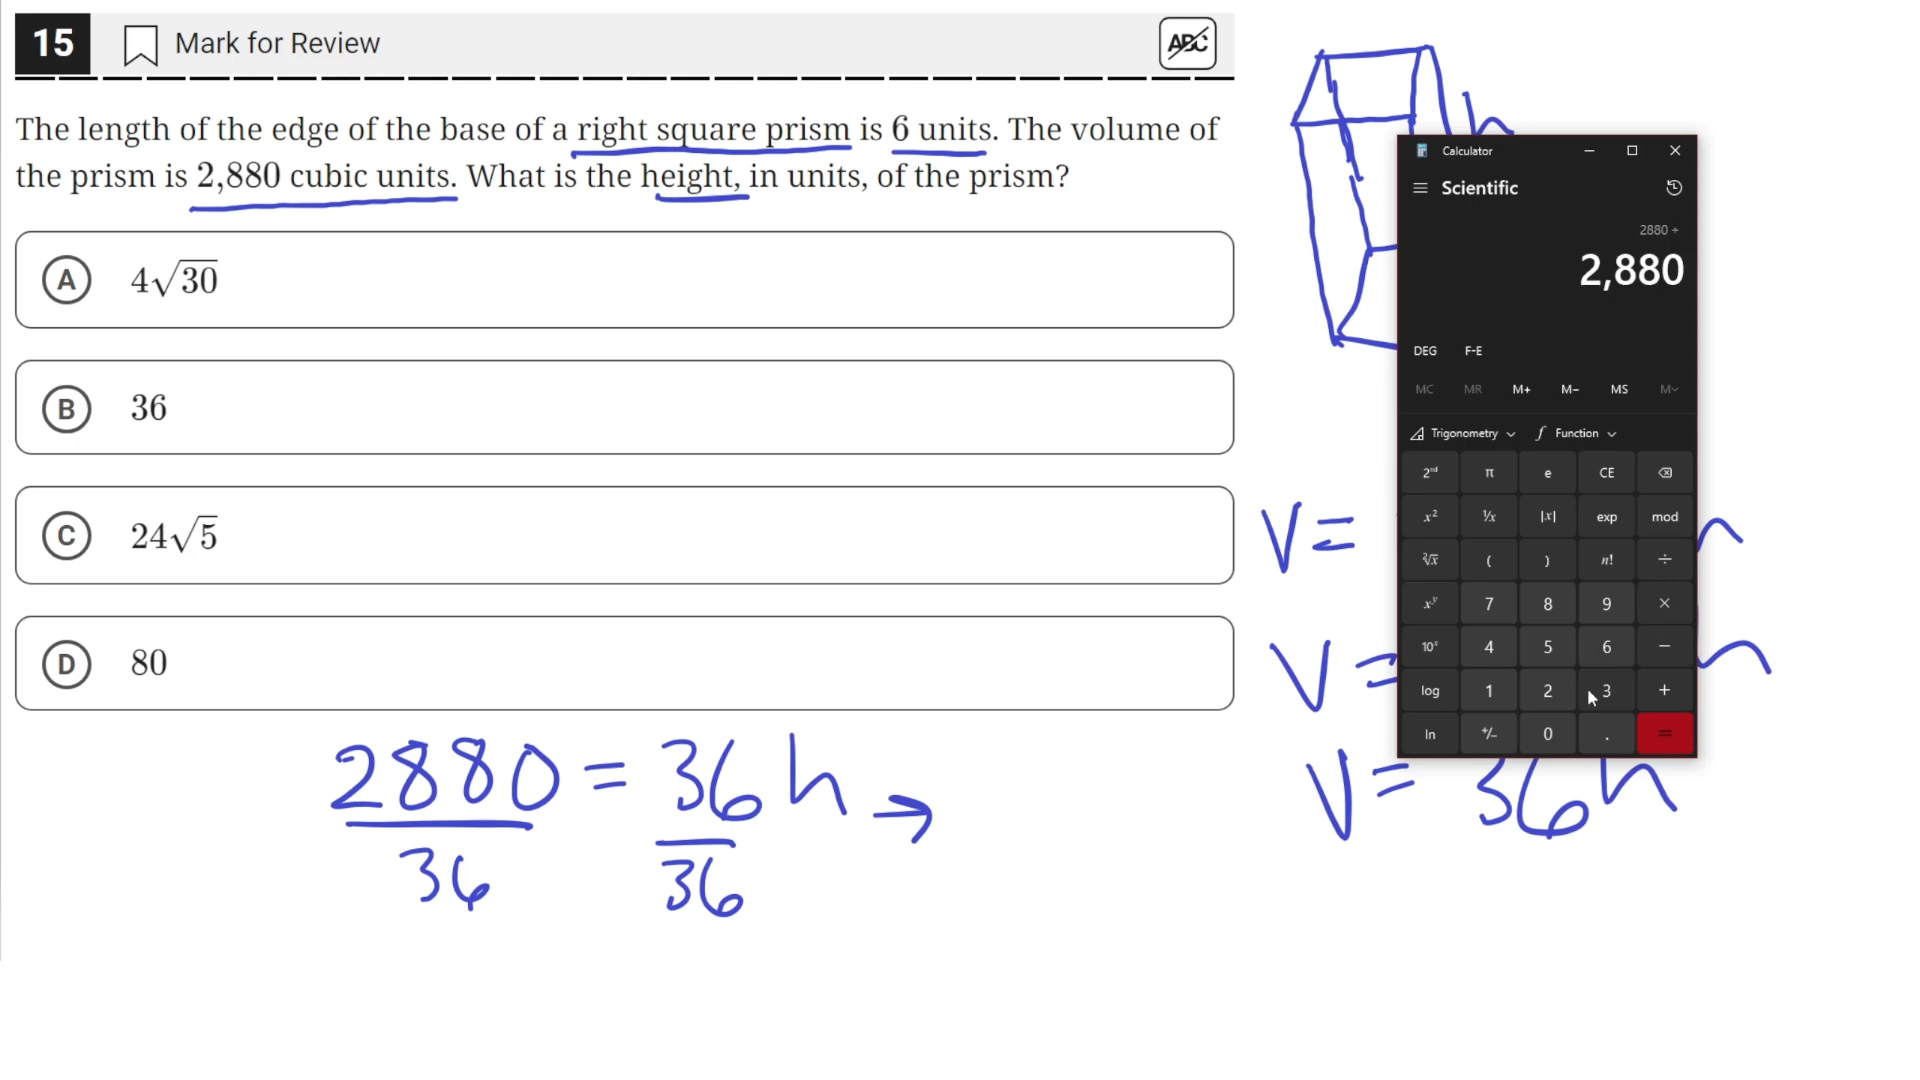 15 Mark for Review ABC
The length of the edge of the base of a right square prism is 6 units. The volume of
the prism is 2,880 cubic units. What is the height, in units, of the prism?
A 4√30
B 36
C 24√5
D 80
2880 = 36 h →
36 36
h
V =
V =
V = 36h
Calculator
Scientific
2880 ÷
2,880
DEG F-E
MC MR M+ M− MS M
Trigonometry Function
2ⁿᵈ π e CE
x² ¹/x |x| exp mod
²√x ( ) n! ÷
xʸ 7 8 9 ×
10ˣ 4 5 6 −
log 1 2 3 +
ln +/− 0 . =